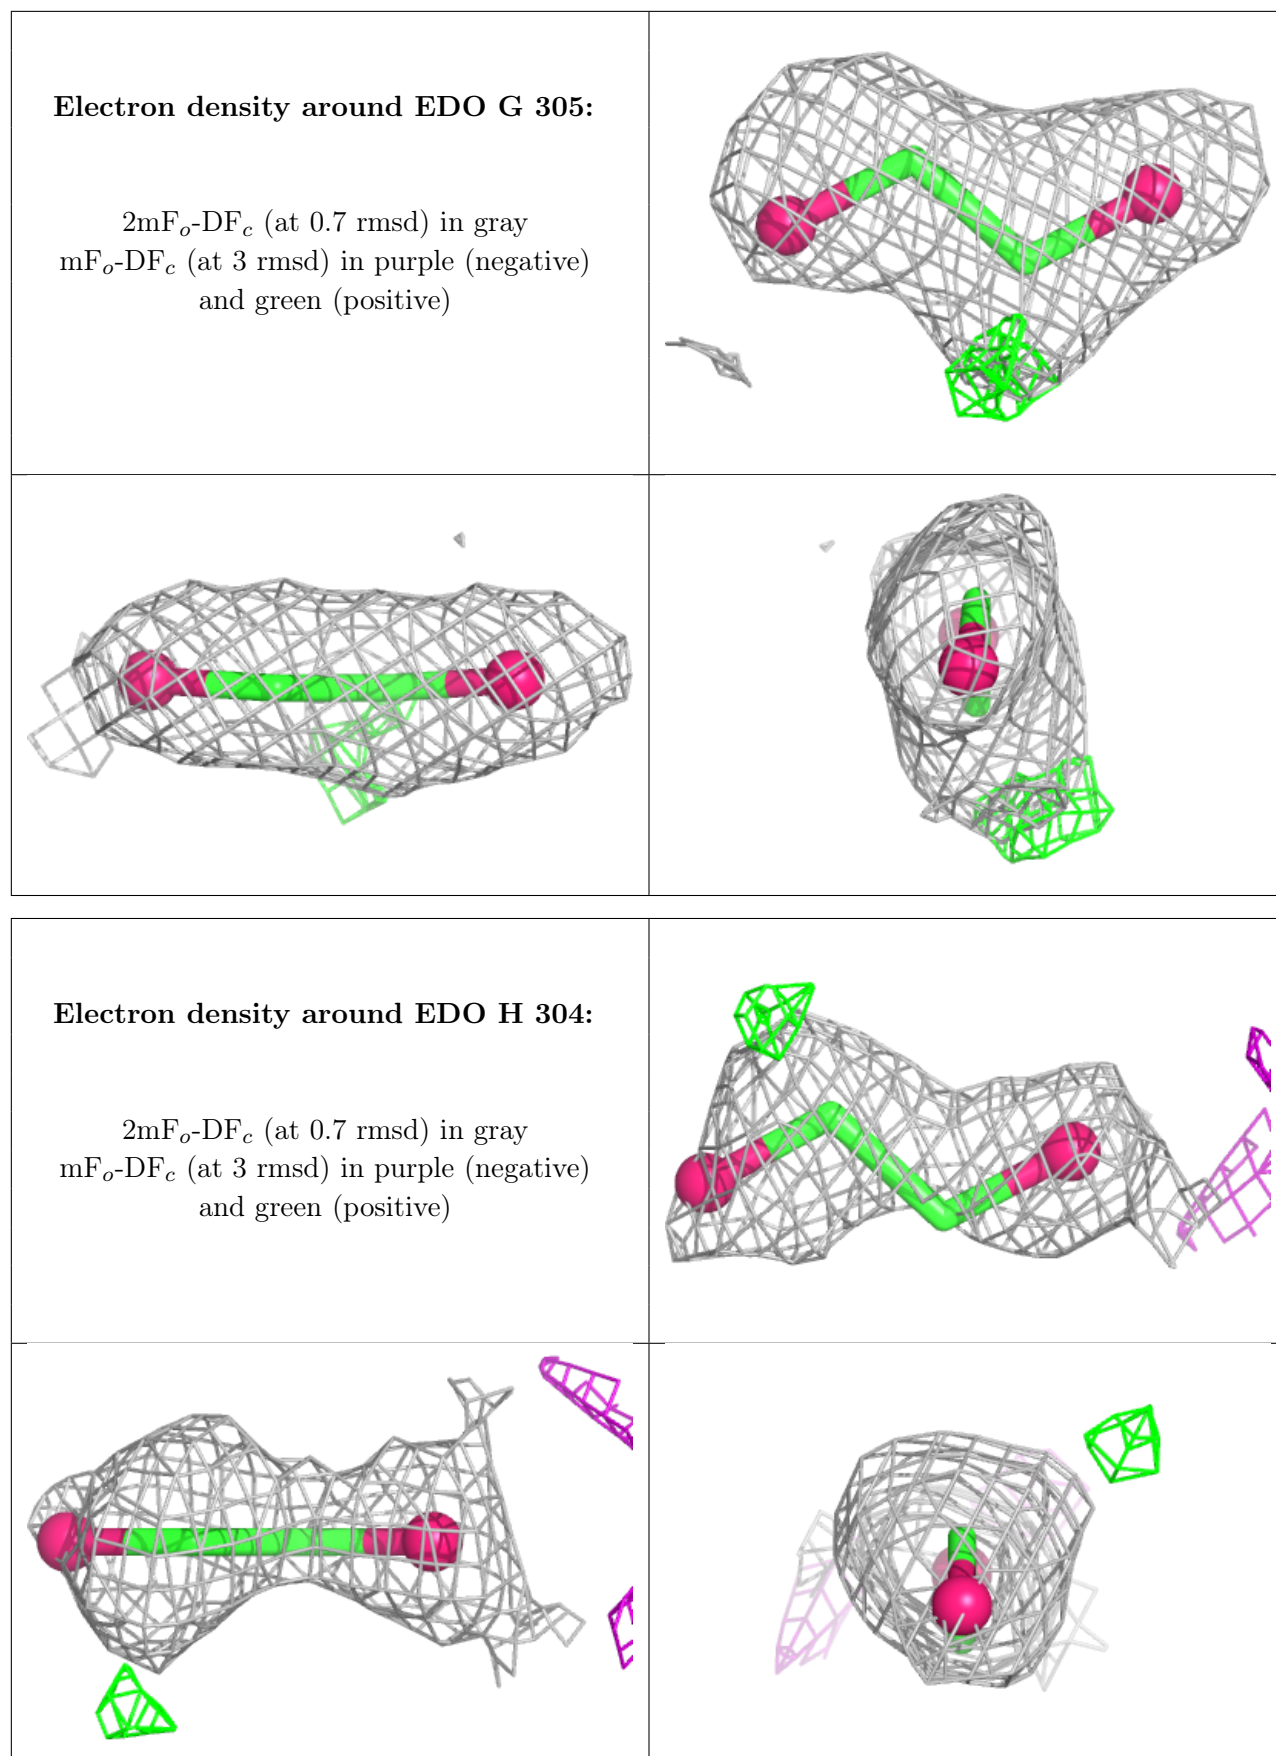 Electron density around EDO G 305:
2mFo-DFc (at 0.7 rmsd) in gray
mFo-DFc (at 3 rmsd) in purple (negative)
and green (positive)
Electron density around EDO H 304:
2mFo-DFc (at 0.7 rmsd) in gray
mFo-DFc (at 3 rmsd) in purple (negative)
and green (positive)